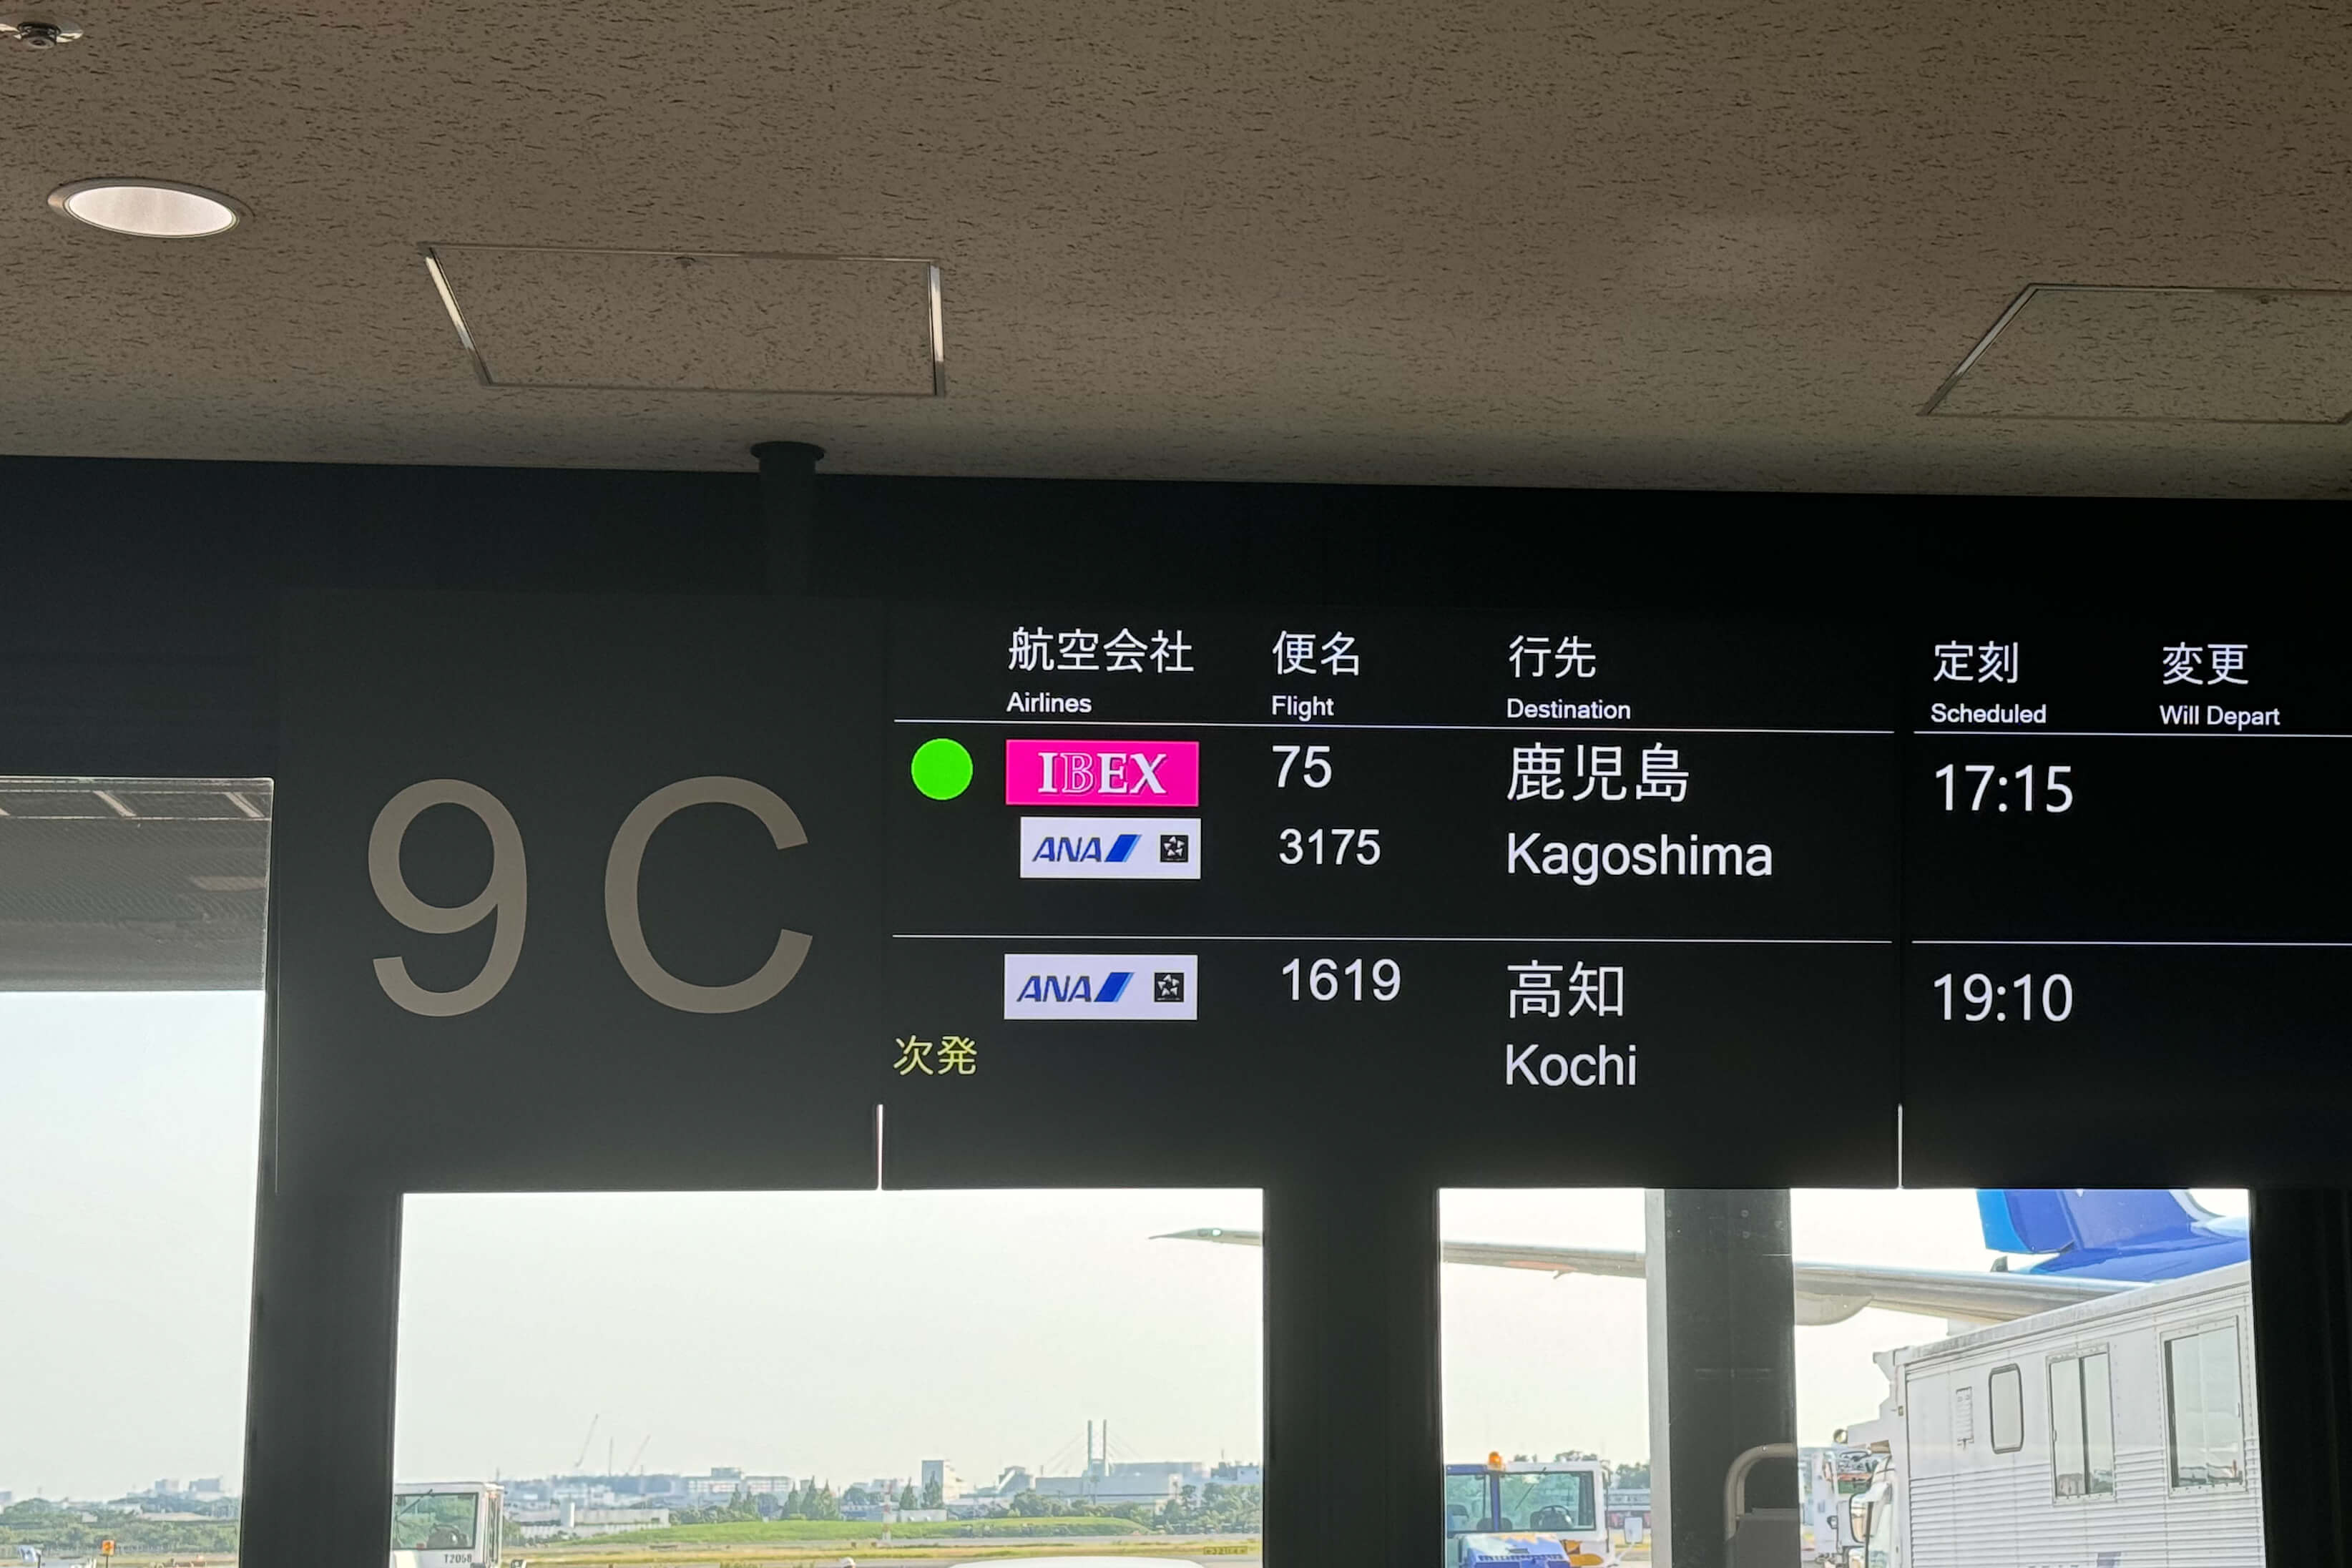 9C
航空会社 便名 行先 定刻 変更
Airlines Flight Destination Scheduled Will Depart
IBEX 75 鹿児島 17:15
ANA 3175 Kagoshima
ANA 1619 高知 19:10
次発 Kochi
T2068